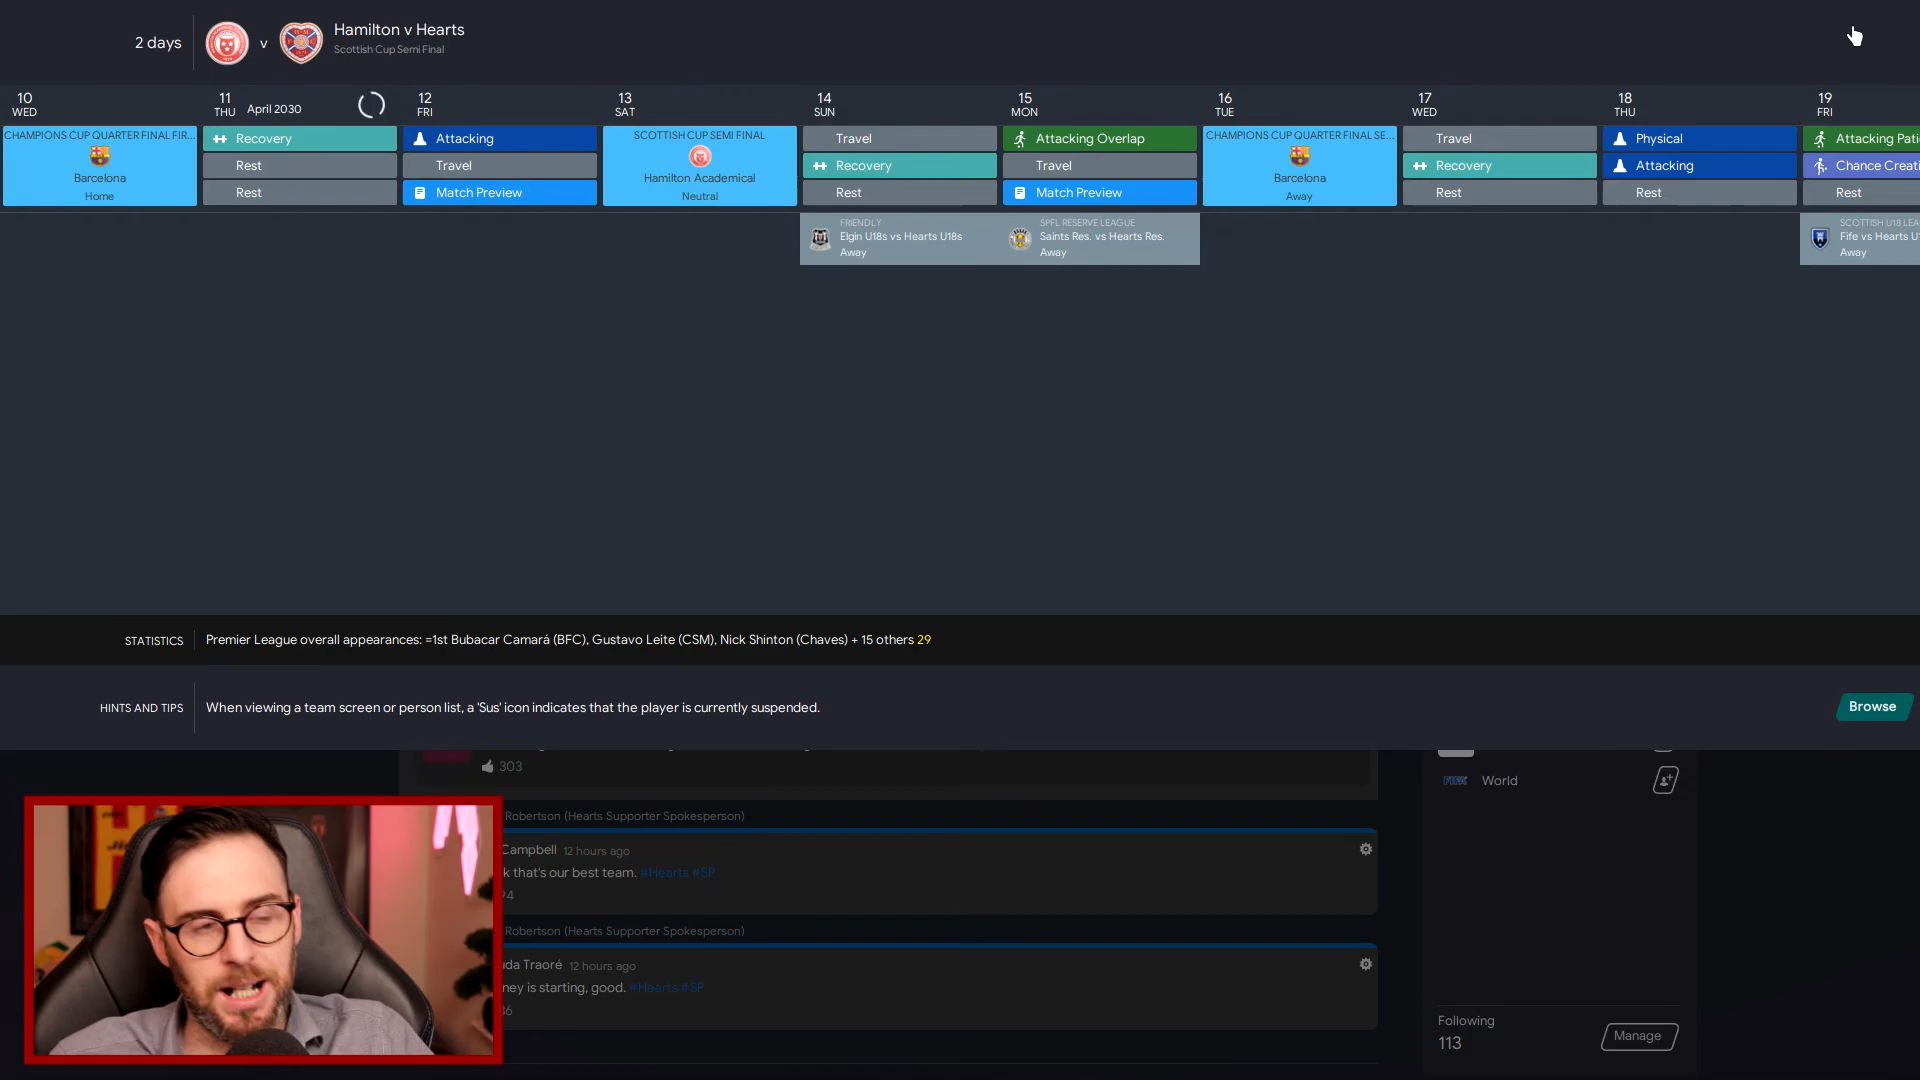 2 days
v
Hamilton v Hearts
Scottish Cup Semi Final
10
WED
11
THU
April 2030
12
FRI
13
SAT
14
SUN
15
MON
16
TUE
17
WED
18
THU
19
FRI
CHAMPIONS CUP QUARTER FINAL FIR...
Barcelona
Home
Recovery
Rest
Rest
Attacking
Travel
Match Preview
SCOTTISH CUP SEMI FINAL
Hamilton Academical
Neutral
Travel
Recovery
Rest
Attacking Overlap
Travel
Match Preview
CHAMPIONS CUP QUARTER FINAL SE...
Barcelona
Away
Travel
Recovery
Rest
Physical
Attacking
Rest
Attacking Pati
Chance Creati
Rest
FRIENDLY
Elgin U18s vs Hearts U18s
Away
SPFL RESERVE LEAGUE
Saints Res. vs Hearts Res.
Away
SCOTTISH U18 LEA
Fife vs Hearts U1
Away
STATISTICS
Premier League overall appearances: =1st Bubacar Camará (BFC), Gustavo Leite (CSM), Nick Shinton (Chaves) + 15 others 29
HINTS AND TIPS
When viewing a team screen or person list, a 'Sus' icon indicates that the player is currently suspended.
Browse
303
World
Robertson (Hearts Supporter Spokesperson)
Campbell 12 hours ago
k that's our best team. #Hearts #SP
94
Robertson (Hearts Supporter Spokesperson)
uda Traoré 12 hours ago
ney is starting, good. #Hearts #SP
36
Following
113
Manage